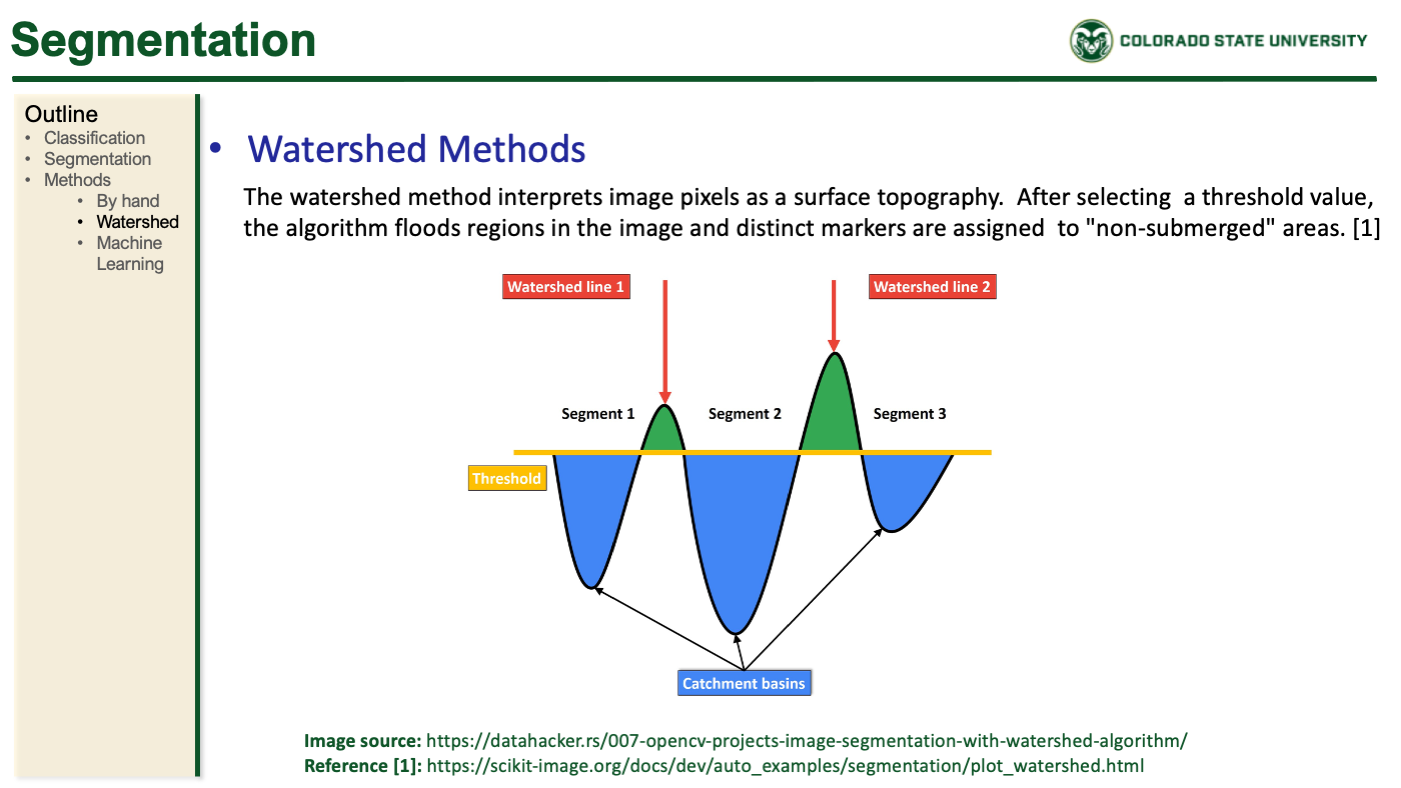 Segmentation
COLORADO STATE UNIVERSITY
Outline
• Classification
• Segmentation
• Methods
• By hand
• Watershed
• Machine
Learning
• Watershed Methods
The watershed method interprets image pixels as a surface topography.  After selecting  a threshold value,
the algorithm floods regions in the image and distinct markers are assigned  to "non-submerged" areas. [1]
Watershed line 1
Watershed line 2
Segment 1
Segment 2
Segment 3
Threshold
Catchment basins
Image source: https://datahacker.rs/007-opencv-projects-image-segmentation-with-watershed-algorithm/
Reference [1]: https://scikit-image.org/docs/dev/auto_examples/segmentation/plot_watershed.html